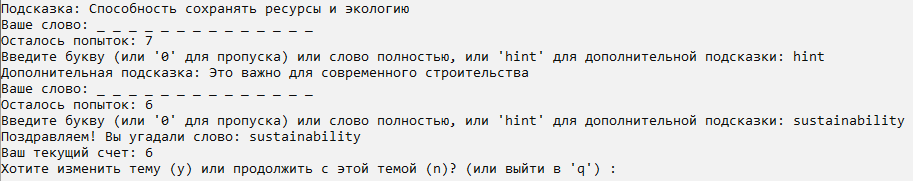 Подсказка: Способность сохранять ресурсы и экологию
Ваше слово: _ _ _ _ _ _ _ _ _ _ _ _ _ _
Осталось попыток: 7
Введите букву (или '0' для пропуска) или слово полностью, или 'hint' для дополнительной подсказки: hint
Дополнительная подсказка: Это важно для современного строительства
Ваше слово: _ _ _ _ _ _ _ _ _ _ _ _ _ _
Осталось попыток: 6
Введите букву (или '0' для пропуска) или слово полностью, или 'hint' для дополнительной подсказки: sustainability
Поздравляем! Вы угадали слово: sustainability
Ваш текущий счет: 6
Хотите изменить тему (y) или продолжить с этой темой (n)? (или выйти в 'q') :